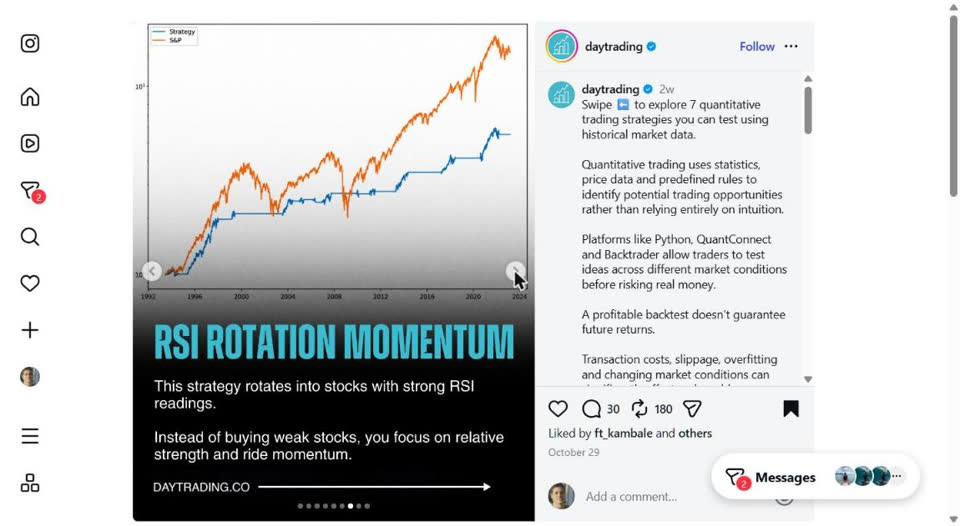 Strategy
S&P
10¹
10
1992
1996
2000
2004
2008
2012
2016
2020
2024
RSI ROTATION MOMENTUM
This strategy rotates into stocks with strong RSI
readings.
Instead of buying weak stocks, you focus on relative
strength and ride momentum.
DAYTRADING.CO
2
daytrading
Follow
daytrading 2w
Swipe ⬅️ to explore 7 quantitative
trading strategies you can test using
historical market data.
Quantitative trading uses statistics,
price data and predefined rules to
identify potential trading opportunities
rather than relying entirely on intuition.
Platforms like Python, QuantConnect
and Backtrader allow traders to test
ideas across different market conditions
before risking real money.
A profitable backtest doesn't guarantee
future returns.
Transaction costs, slippage, overfitting
and changing market conditions can
30 180
Liked by ft_kambale and others
October 29
Add a comment...
2 Messages